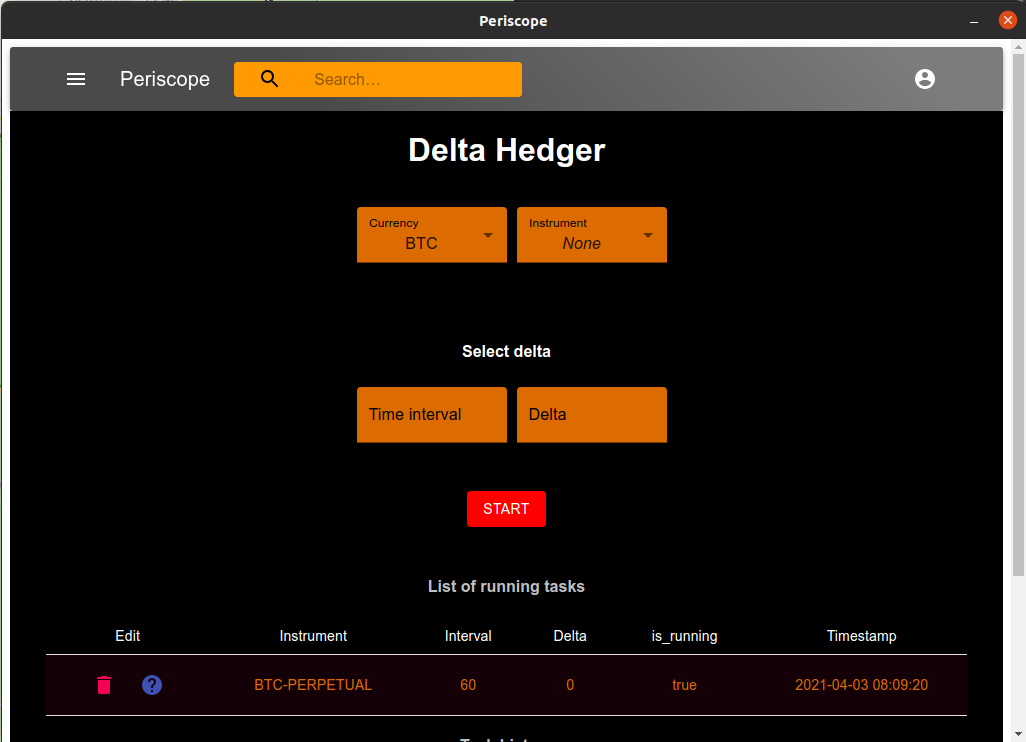 Periscope
Periscope
Search…
Delta Hedger
Currency
BTC
Instrument
None
Select delta
Time interval
Delta
START
List of running tasks
Edit Instrument Interval Delta is_running Timestamp
BTC-PERPETUAL 60 0 true 2021-04-03 08:09:20